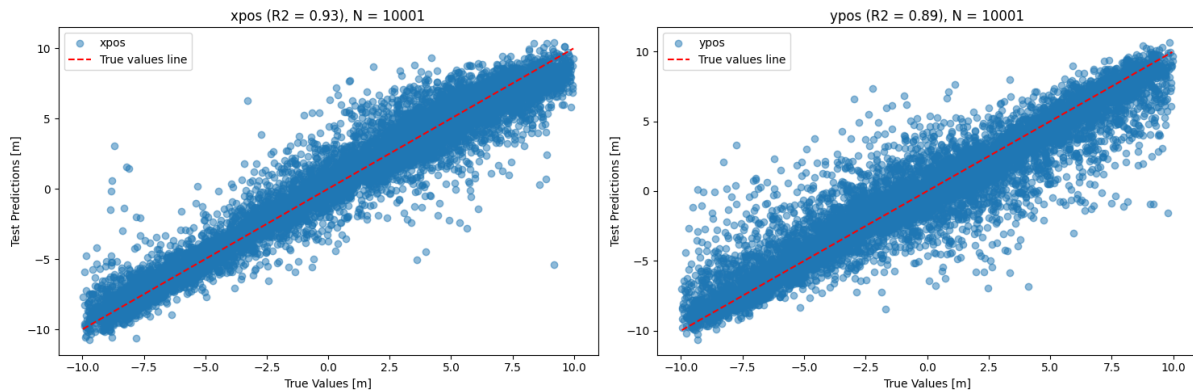 xpos (R2 = 0.93), N = 10001
xpos
True values line
Test Predictions [m]
10
5
0
−5
−10
−10.0 −7.5 −5.0 −2.5 0.0 2.5 5.0 7.5 10.0
True Values [m]
ypos (R2 = 0.89), N = 10001
ypos
True values line
Test Predictions [m]
10
5
0
−5
−10
−10.0 −7.5 −5.0 −2.5 0.0 2.5 5.0 7.5 10.0
True Values [m]